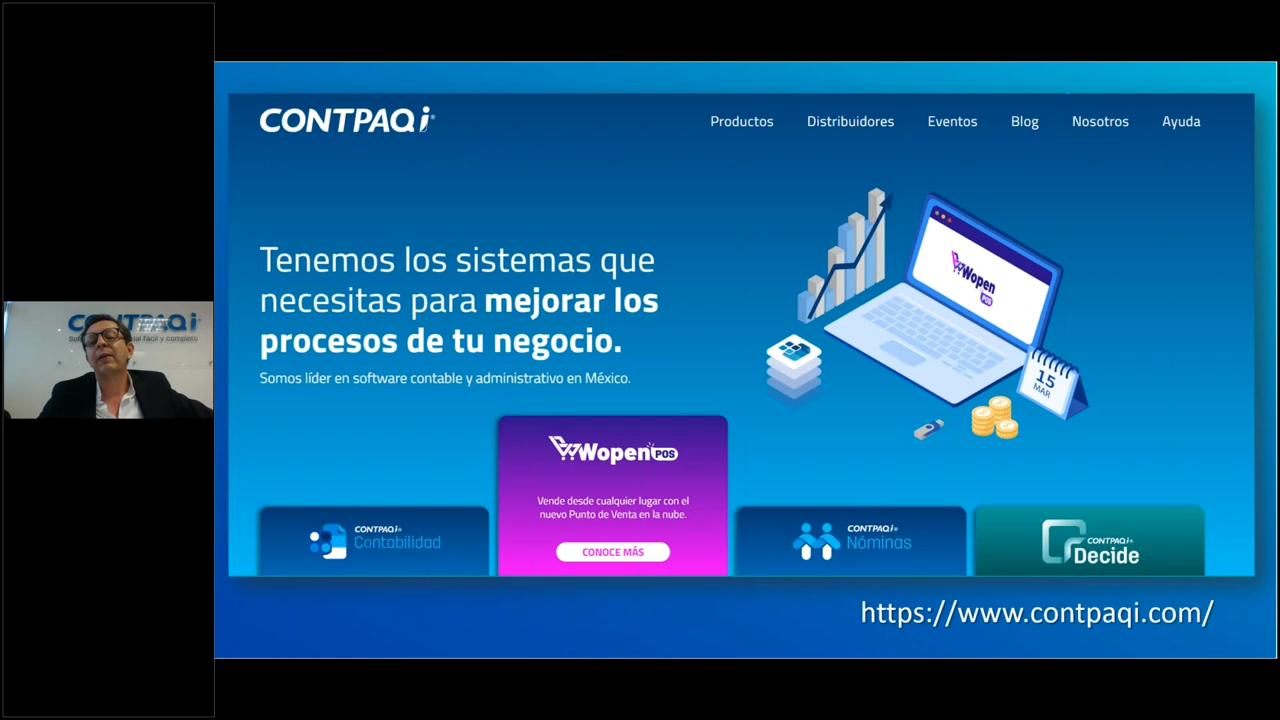 CONTPAQi®
Productos
Distribuidores
Eventos
Blog
Nosotros
Ayuda
Tenemos los sistemas que
necesitas para mejorar los
procesos de tu negocio.
Somos líder en software contable y administrativo en México.
Wopen
POS
15
MAR
Wopen POS
Vende desde cualquier lugar con el
nuevo Punto de Venta en la nube.
CONOCE MÁS
CONTPAQi®
Contabilidad
CONTPAQi®
Nóminas
CONTPAQi®
Decide
https://www.contpaqi.com/
fácil y completo